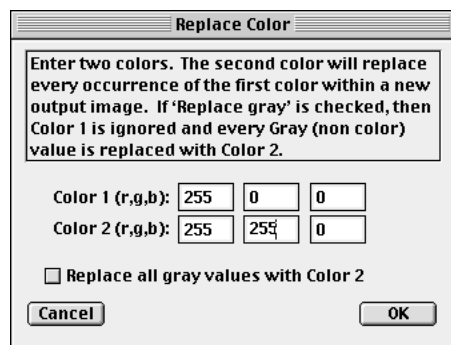 Replace Color
Enter two colors. The second color will replace
every occurrence of the first color within a new
output image. If 'Replace gray' is checked, then
Color 1 is ignored and every Gray (non color)
value is replaced with Color 2.
Color 1 (r,g,b): 255 0 0
Color 2 (r,g,b): 255 255 0
Replace all gray values with Color 2
Cancel OK